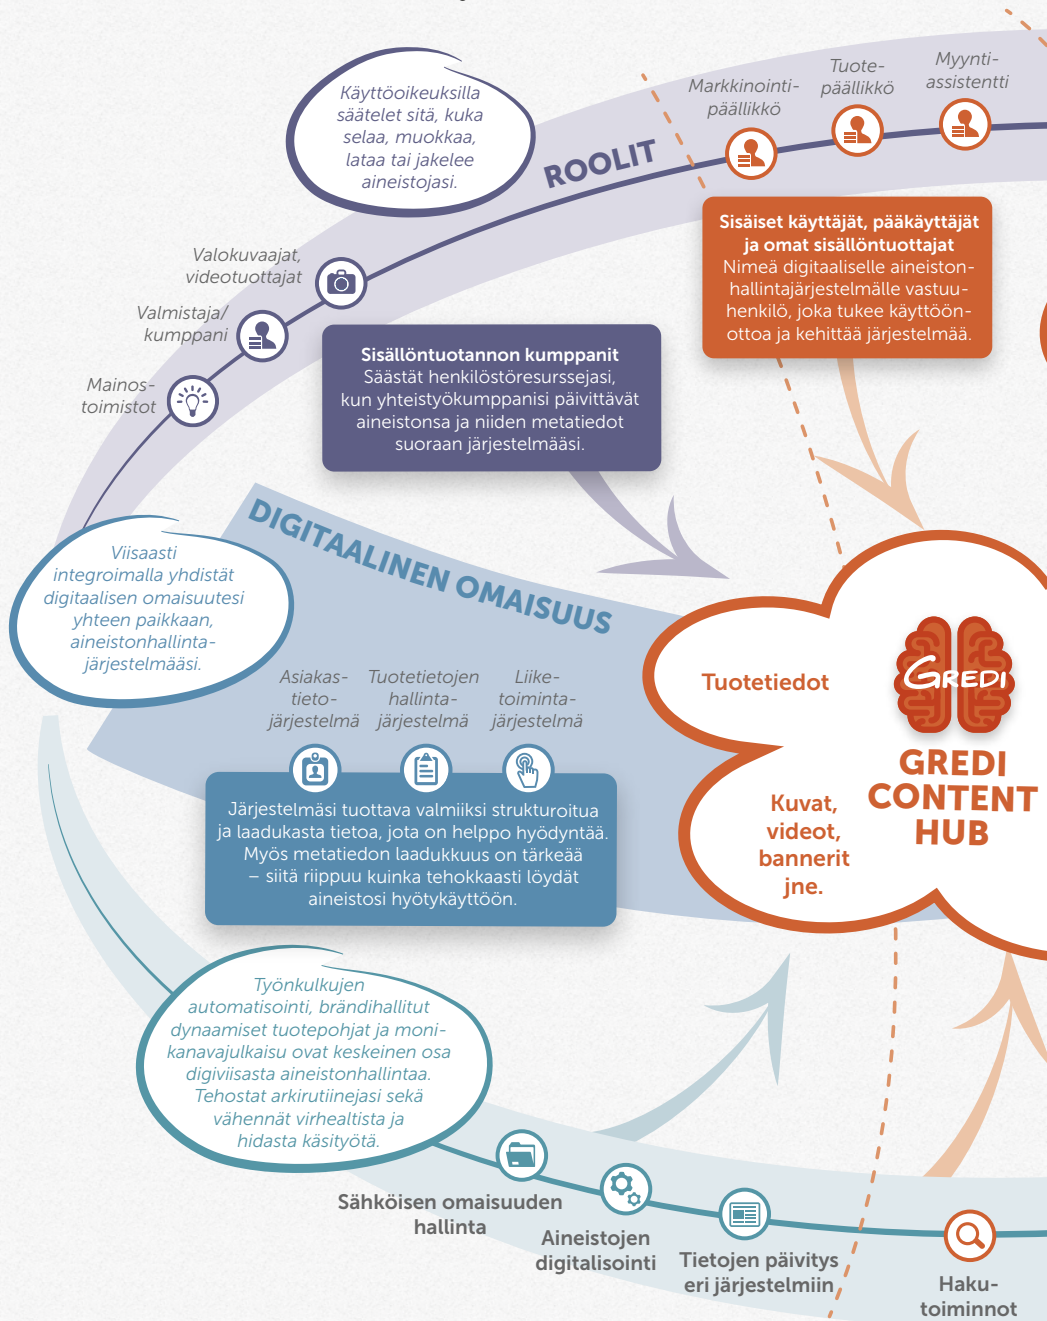 Käyttöoikeuksilla
säätelet sitä, kuka
selaa, muokkaa,
lataa tai jakelee
aineistojasi.
ROOLIT
Markkinointi-
päällikkö
Tuote-
päällikkö
Myynti-
assistentti
Sisäiset käyttäjät, pääkäyttäjät
ja omat sisällöntuottajat
Nimeä digitaaliselle aineiston-
hallintajärjestelmälle vastuu-
henkilö, joka tukee käyttöön-
ottoa ja kehittää järjestelmää.
Valokuvaajat,
videotuottajat
Valmistaja/
kumppani
Mainos-
toimistot
Sisällöntuotannon kumppanit
Säästät henkilöstöresurssejasi,
kun yhteistyökumppanisi päivittävät
aineistonsa ja niiden metatiedot
suoraan järjestelmääsi.
DIGITAALINEN OMAISUUS
Viisaasti
integroimalla yhdistät
digitaalisen omaisuutesi
yhteen paikkaan,
aineistonhallinta-
järjestelmääsi.
Asiakas-
tieto-
järjestelmä
Tuotetietojen
hallinta-
järjestelmä
Liike-
toiminta-
järjestelmä
Järjestelmäsi tuottava valmiiksi strukturoitua
ja laadukasta tietoa, jota on helppo hyödyntää.
Myös metatiedon laadukkuus on tärkeää
– siitä riippuu kuinka tehokkaasti löydät
aineistosi hyötykäyttöön.
Tuotetiedot
GREDI
GREDI
CONTENT
HUB
Kuvat,
videot,
bannerit
jne.
Työnkulkujen
automatisointi, brändihallitut
dynaamiset tuotepohjat ja moni-
kanavajulkaisu ovat keskeinen osa
digiviisasta aineistonhallintaa.
Tehostat arkirutiinejasi sekä
vähennät virhealtista ja
hidasta käsityötä.
Sähköisen omaisuuden
hallinta
Aineistojen
digitalisointi
Tietojen päivitys
eri järjestelmiin
Haku-
toiminnot